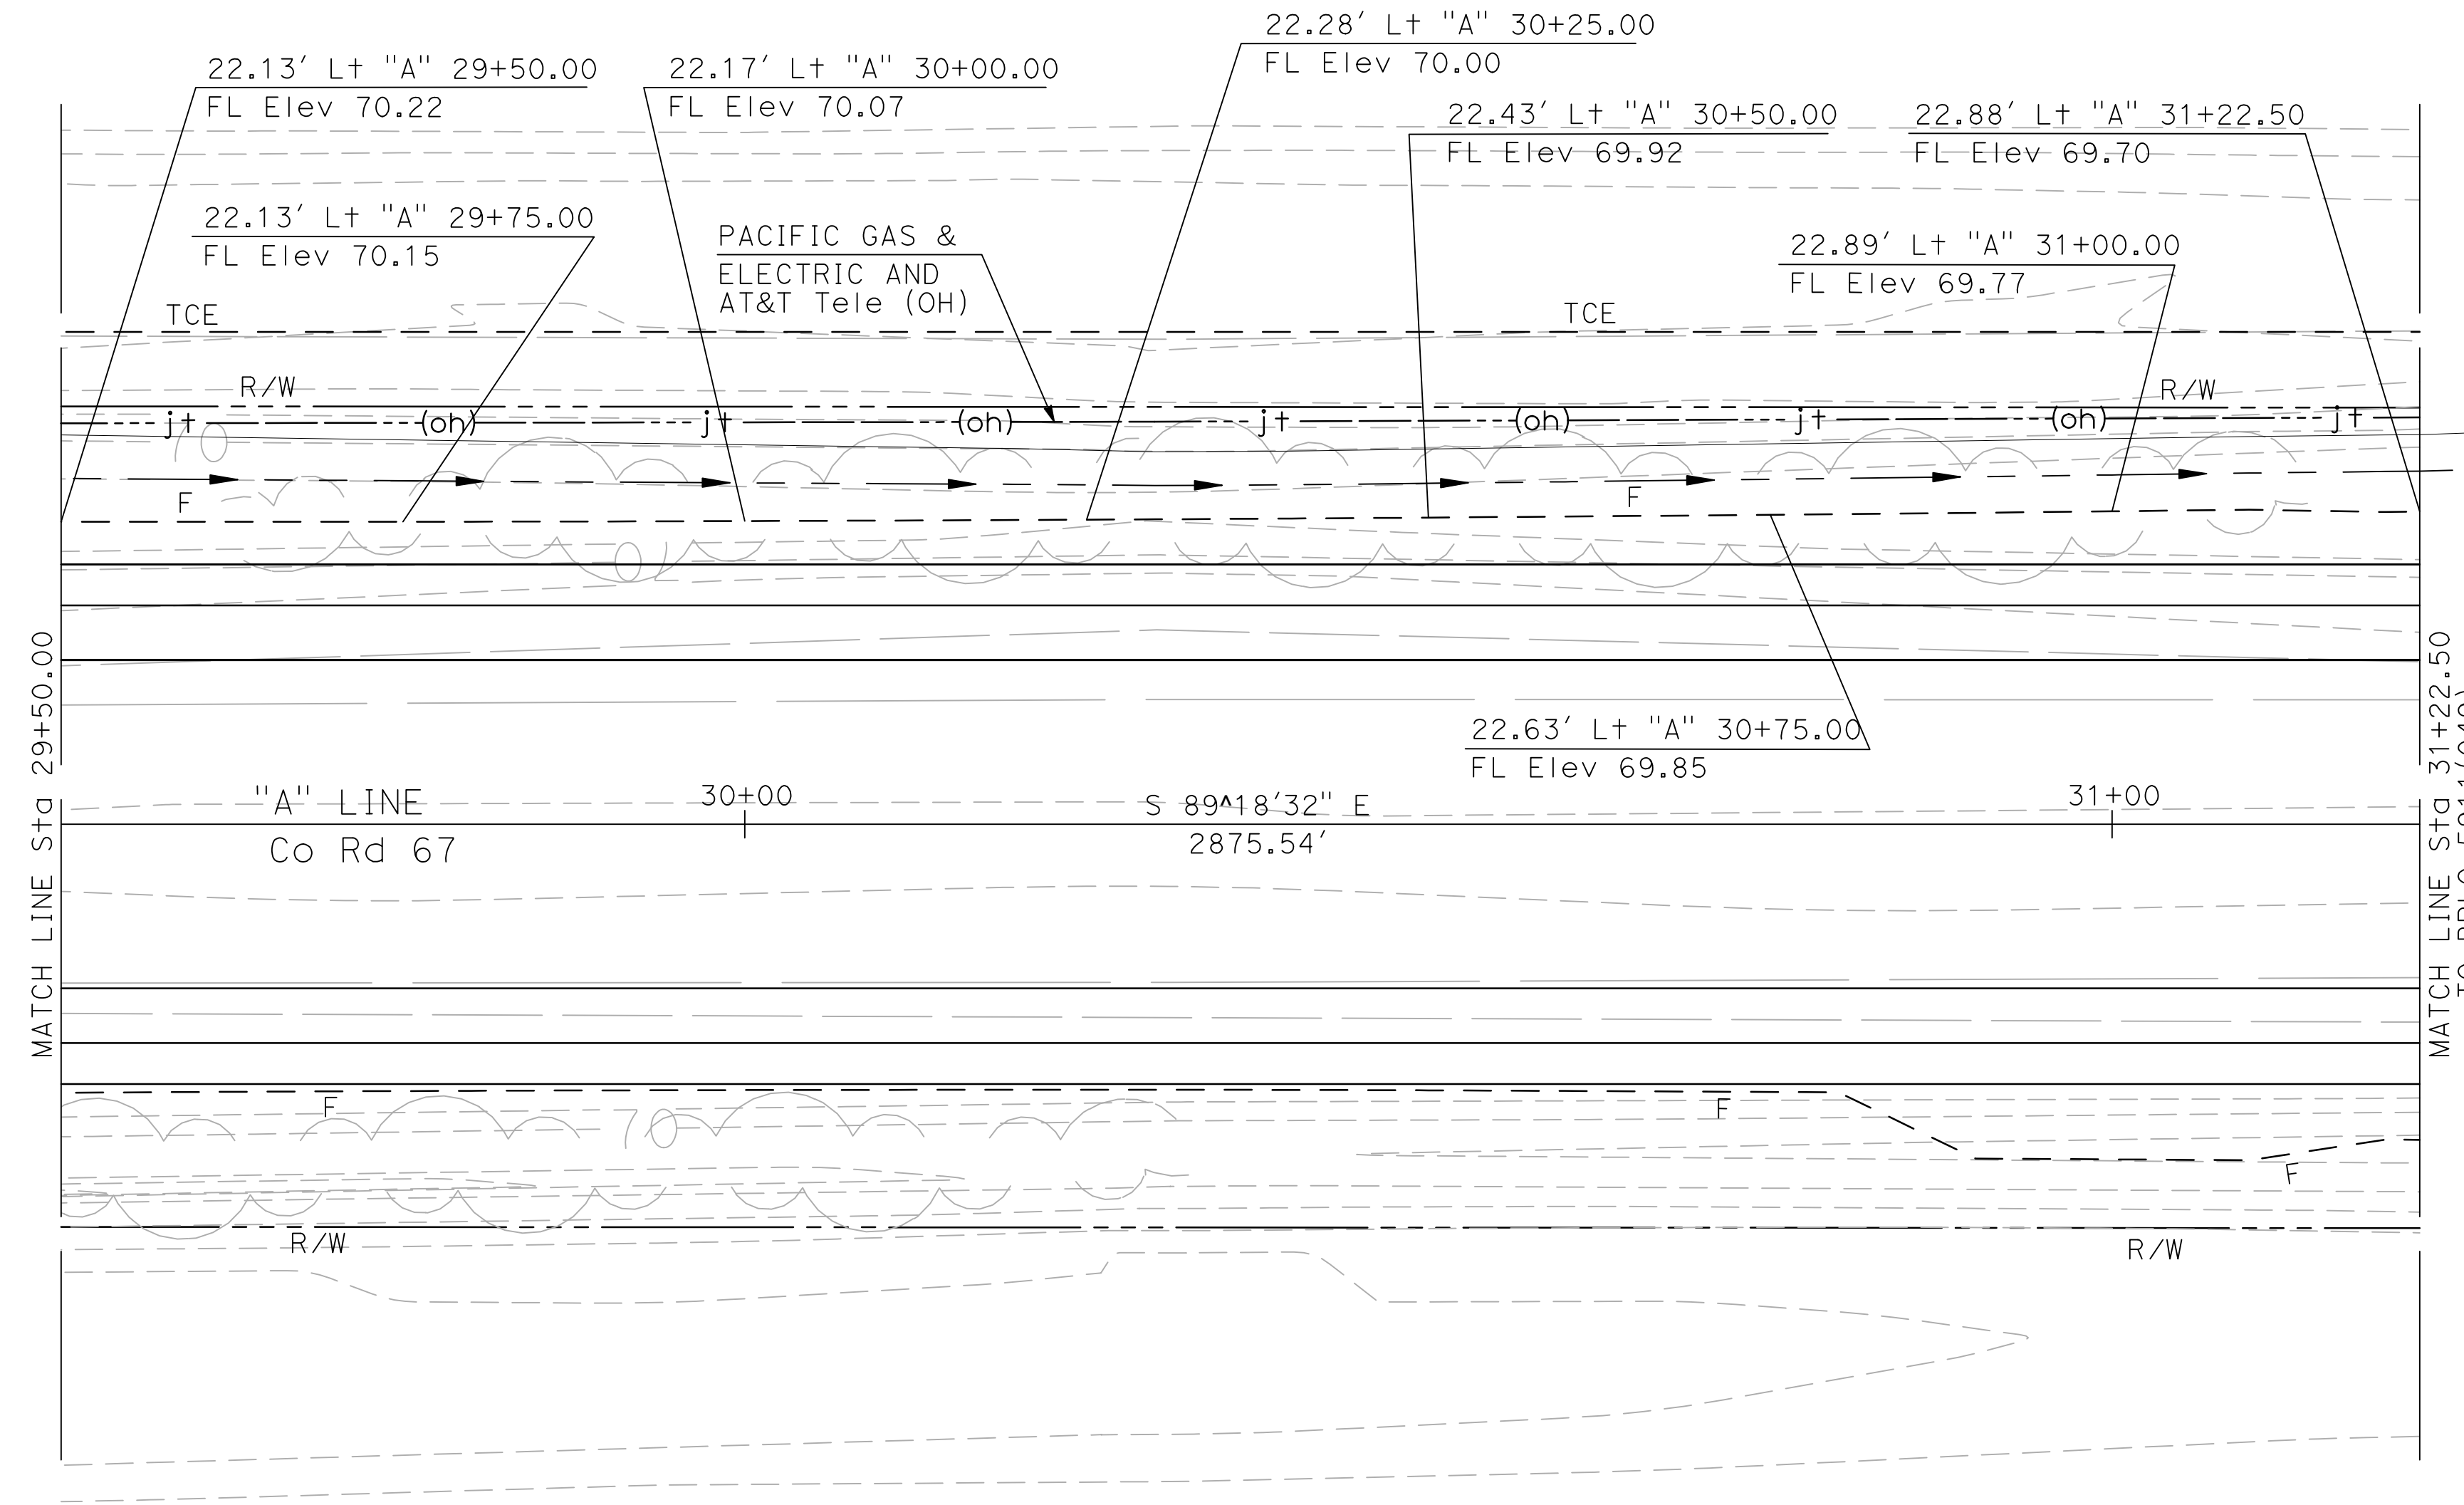 22.28′ Lt "A" 30+25.00
FL Elev 70.00
22.13′ Lt "A" 29+50.00
FL Elev 70.22
22.17′ Lt "A" 30+00.00
FL Elev 70.07
22.43′ Lt "A" 30+50.00
FL Elev 69.92
22.88′ Lt "A" 31+22.50
FL Elev 69.70
22.13′ Lt "A" 29+75.00
FL Elev 70.15
PACIFIC GAS &
ELECTRIC AND
AT&T Tele (OH)
22.89′ Lt "A" 31+00.00
FL Elev 69.77
TCE
TCE
R/W
R/W
jt (oh) jt (oh) jt (oh) jt (oh) jt
70
F
F
70
22.63′ Lt "A" 30+75.00
FL Elev 69.85
"A" LINE
30+00
S 89^18′32" E
31+00
Co Rd 67
2875.54′
MATCH LINE Sta 29+50.00
MATCH LINE Sta 31+22.50
F
70
F
F
R/W
R/W